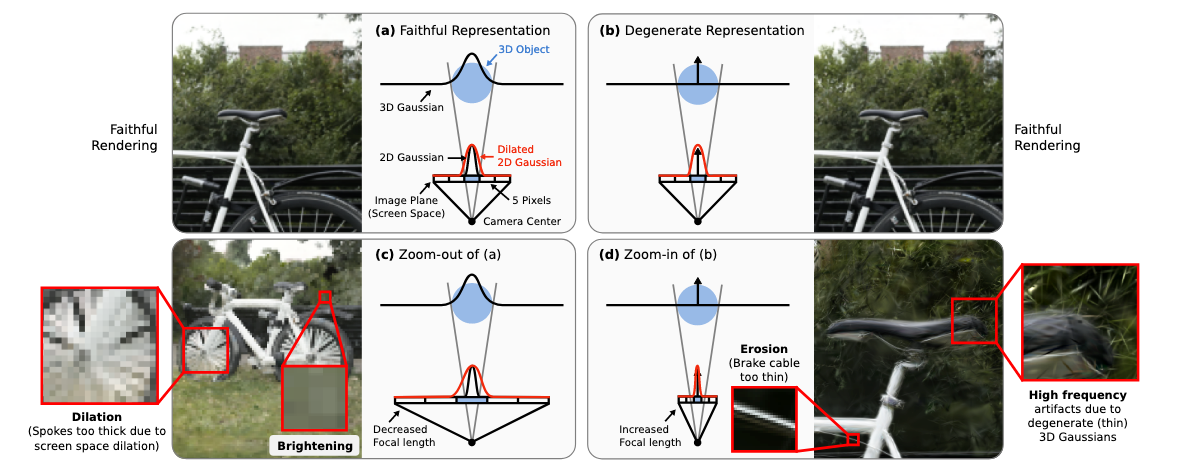 (a) Faithful Representation
3D Object
3D Gaussian
2D Gaussian
Dilated
2D Gaussian
Image Plane
(Screen Space)
5 Pixels
Camera Center
Faithful
Rendering
(b) Degenerate Representation
Faithful
Rendering
(c) Zoom-out of (a)
Decreased
Focal length
Dilation
(Spokes too thick due to
screen space dilation)
Brightening
(d) Zoom-in of (b)
Erosion
(Brake cable
too thin)
Increased
Focal length
High frequency
artifacts due to
degenerate (thin)
3D Gaussians